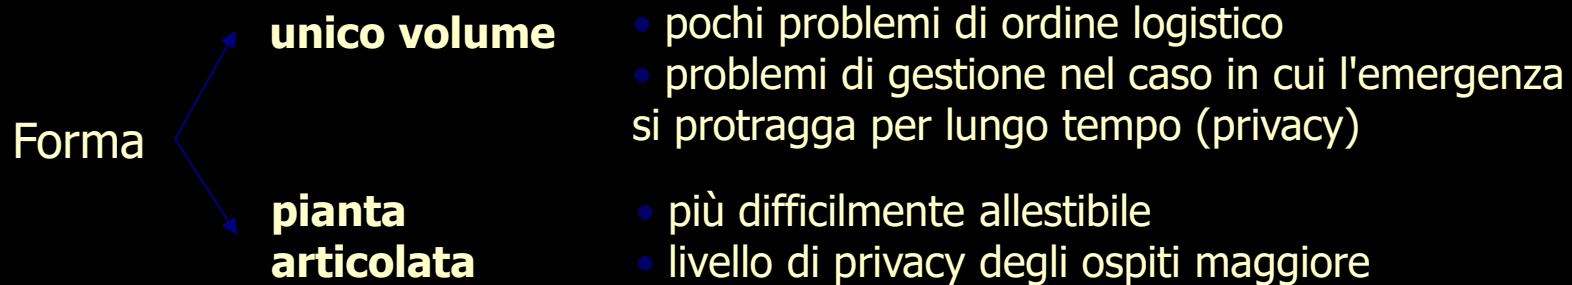 Forma
unico volume
• pochi problemi di ordine logistico
• problemi di gestione nel caso in cui l'emergenza
si protragga per lungo tempo (privacy)
pianta
articolata
• più difficilmente allestibile
• livello di privacy degli ospiti maggiore